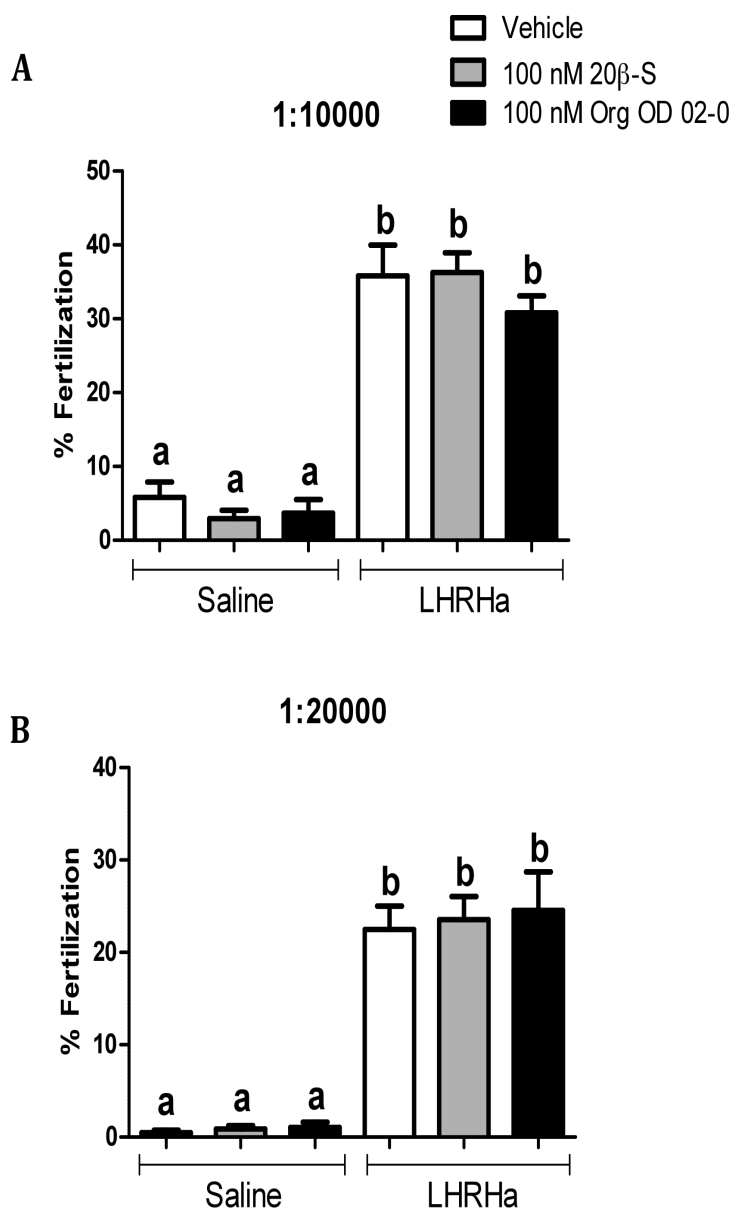 Vehicle
100 nM 20β-S
100 nM Org OD 02-0
A
1:10000
50
40
30
20
10
0
% Fertilization
a
a
a
b
b
b
Saline
LHRHa
B
1:20000
40
30
20
10
0
% Fertilization
a
a
a
b
b
b
Saline
LHRHa